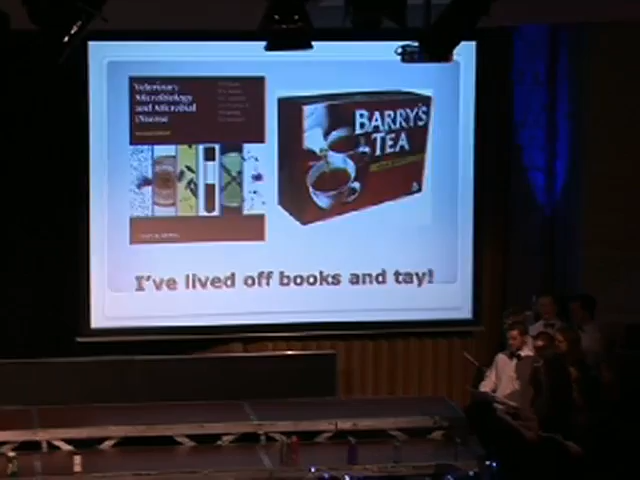 Veterinary
Microbiology
and Microbial
Disease
BARRY'S
TEA
I've lived off books and tay!